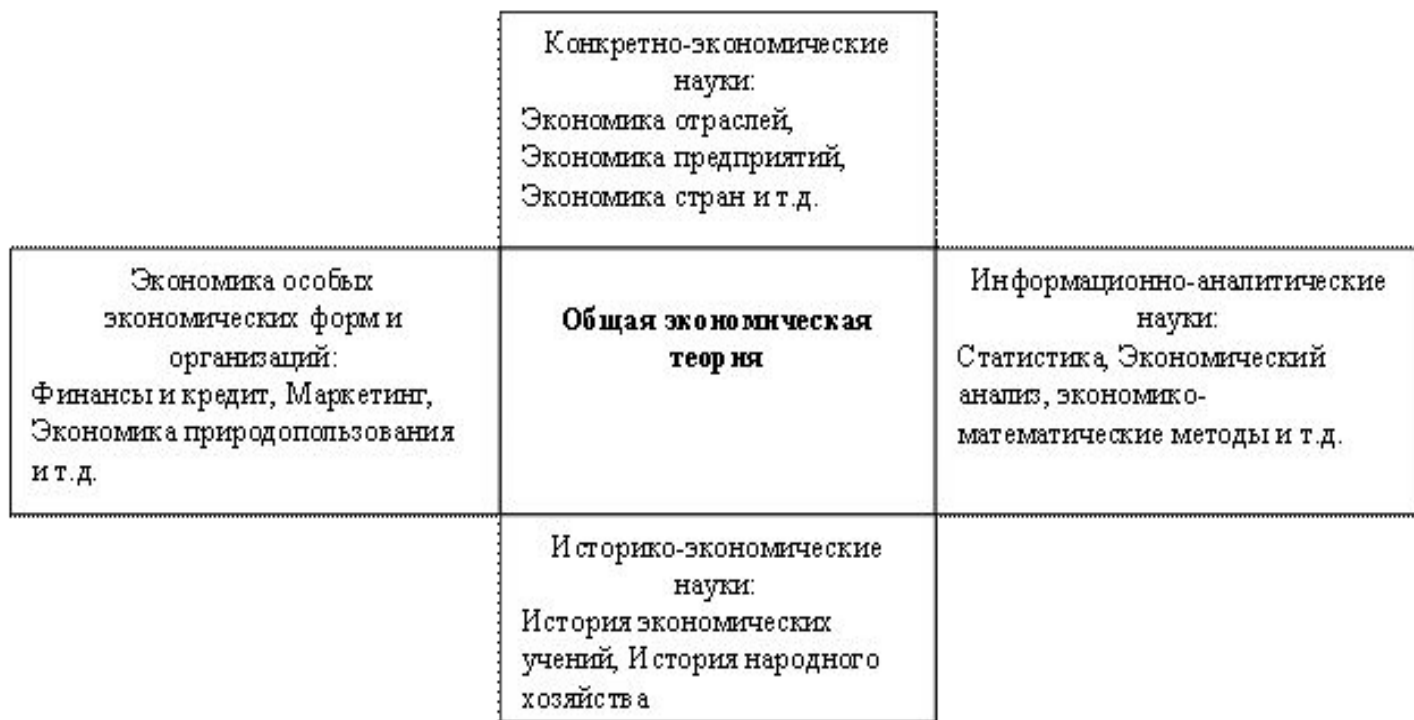 Конкретно-экономические
науки:
Экономика отраслей,
Экономика предприятий,
Экономика стран и т.д.
Экономика особых
экономических форм и
организаций:
Финансы и кредит, Маркетинг,
Экономика природопользования
и т.д.
Общая экономическая
теория
Информационно-аналитические
науки:
Статистика, Экономический
анализ, экономико-
математические методы и т.д.
Историко-экономические
науки:
История экономических
учений, История народного
хозяйства